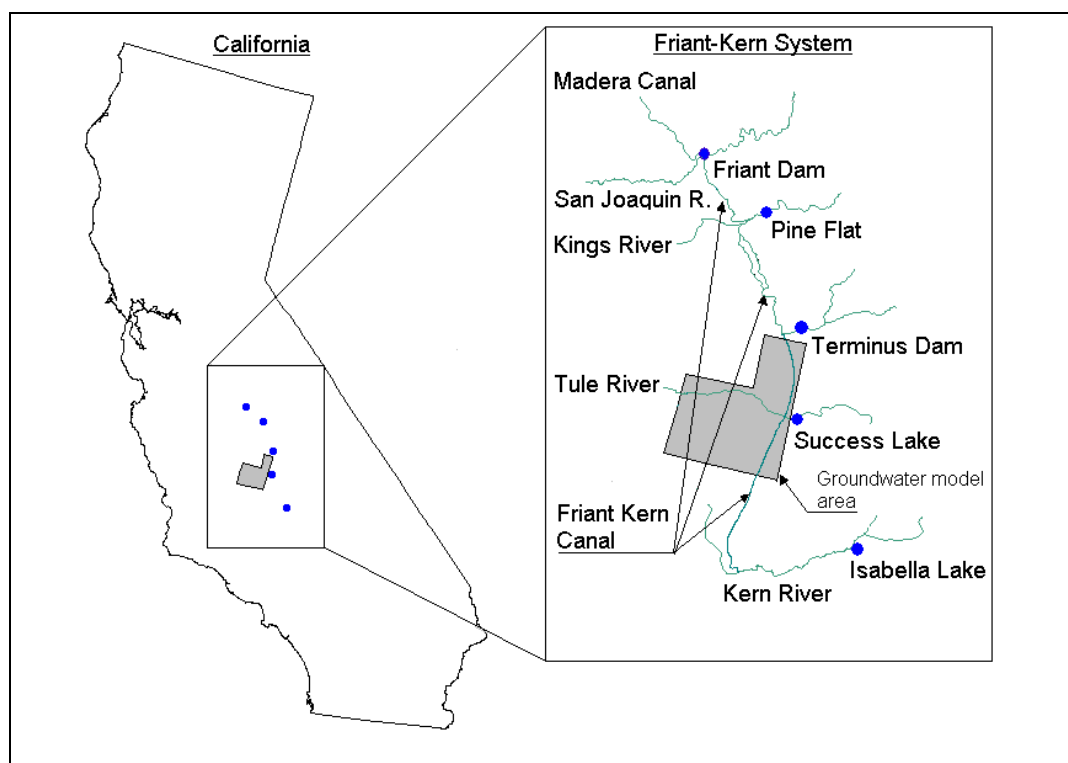 California
Friant-Kern System
Madera Canal
Friant Dam
San Joaquin R.
Pine Flat
Kings River
Terminus Dam
Tule River
Success Lake
Groundwater model
area
Friant Kern
Canal
Isabella Lake
Kern River